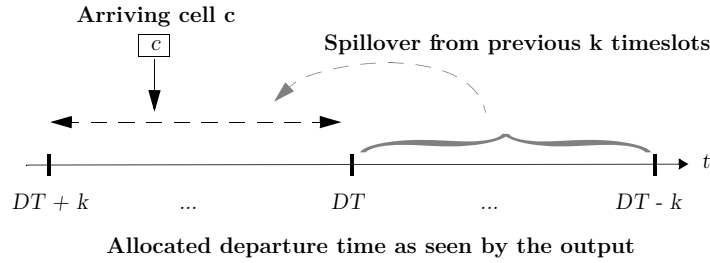 Arriving cell c
c
Spillover from previous k timeslots
t
DT + k ... DT ... DT - k
Allocated departure time as seen by the output